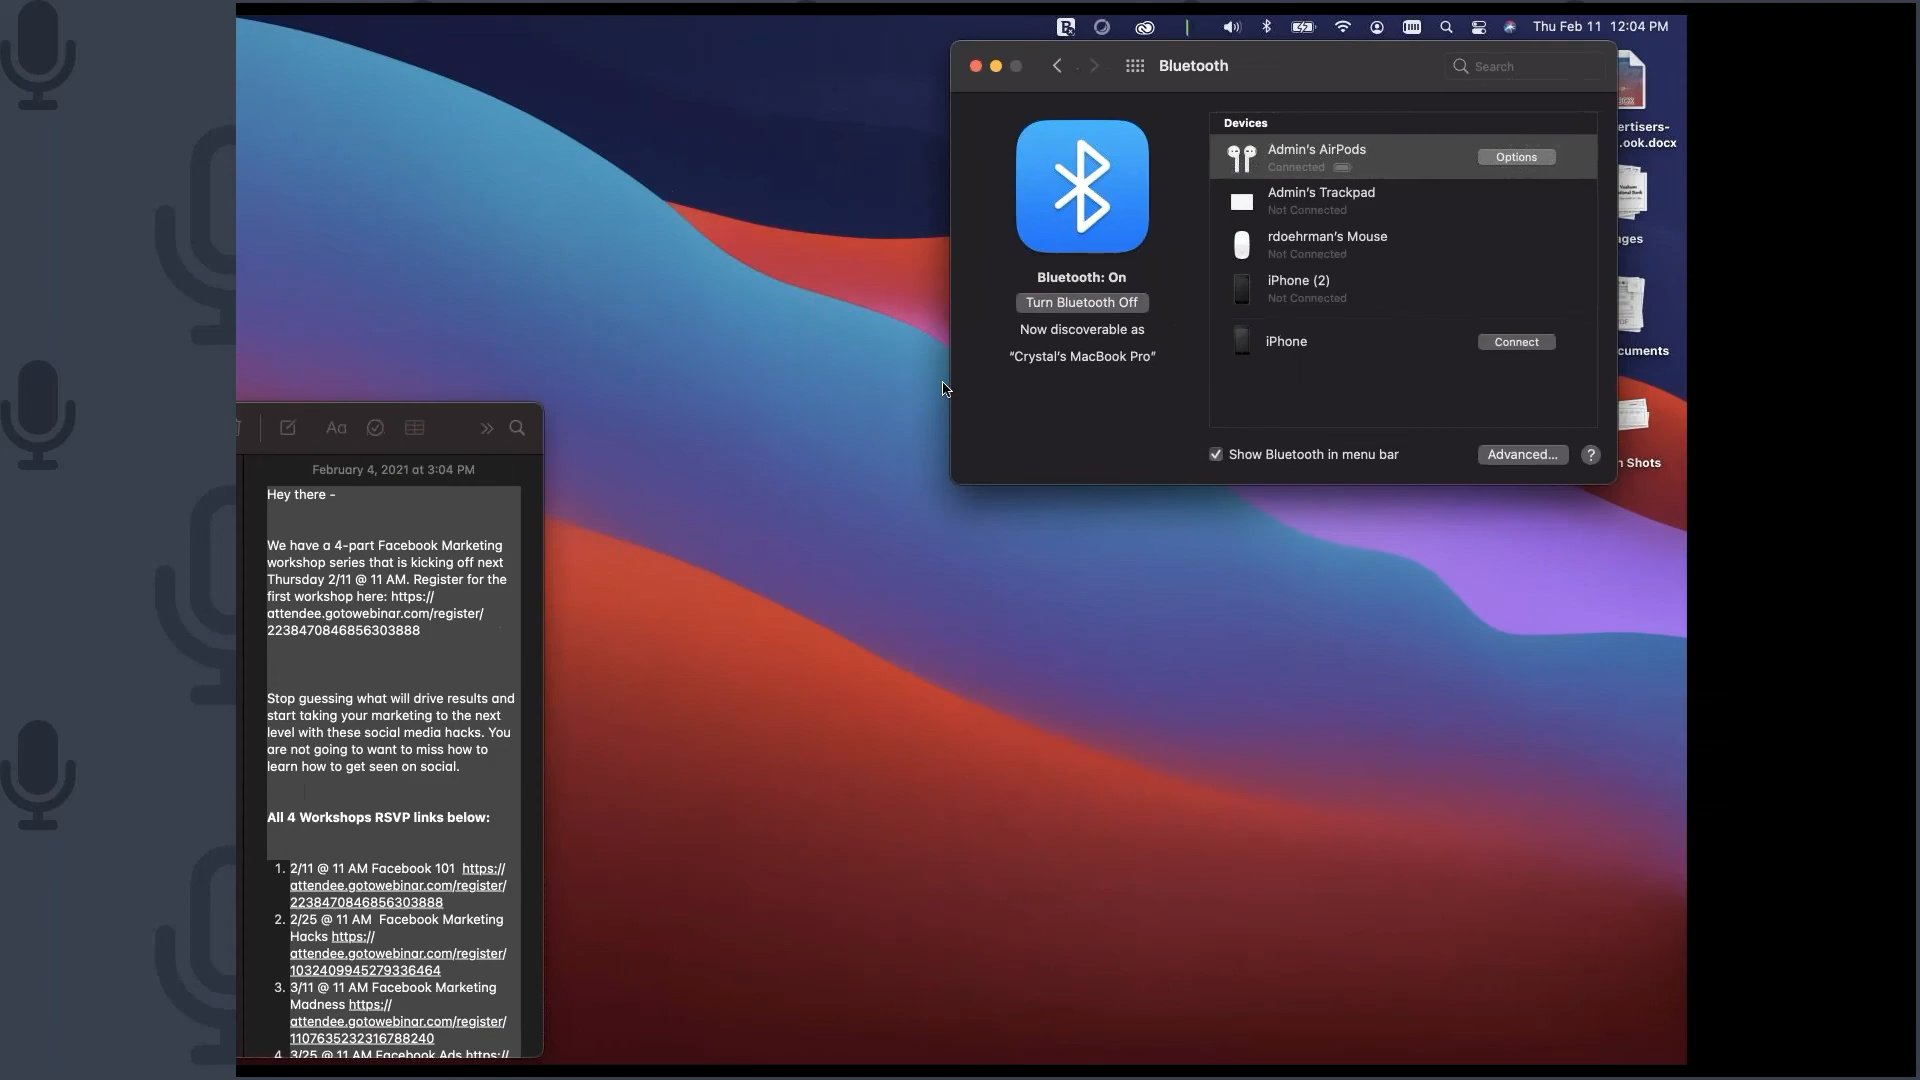 Thu Feb 11 12:04 PM
Bluetooth
Search
Devices
Admin's AirPods
Connected
Options
Admin's Trackpad
Not Connected
rdoehrman's Mouse
Not Connected
iPhone (2)
Not Connected
iPhone
Connect
Bluetooth: On
Turn Bluetooth Off
Now discoverable as
“Crystal's MacBook Pro”
Show Bluetooth in menu bar
Advanced...
?
ertisers-
...ook.docx
ages
cuments
n Shots
Aa
February 4, 2021 at 3:04 PM
Hey there -
We have a 4-part Facebook Marketing
workshop series that is kicking off next
Thursday 2/11 @ 11 AM. Register for the
first workshop here: https://
attendee.gotowebinar.com/register/
2238470846856303888
Stop guessing what will drive results and
start taking your marketing to the next
level with these social media hacks. You
are not going to want to miss how to
learn how to get seen on social.
All 4 Workshops RSVP links below:
1. 2/11 @ 11 AM Facebook 101 https://
attendee.gotowebinar.com/register/
2238470846856303888
2. 2/25 @ 11 AM Facebook Marketing
Hacks https://
attendee.gotowebinar.com/register/
1032409945279336464
3. 3/11 @ 11 AM Facebook Marketing
Madness https://
attendee.gotowebinar.com/register/
1107635232316788240
4. 3/25 @ 11 AM Facebook Ads https://